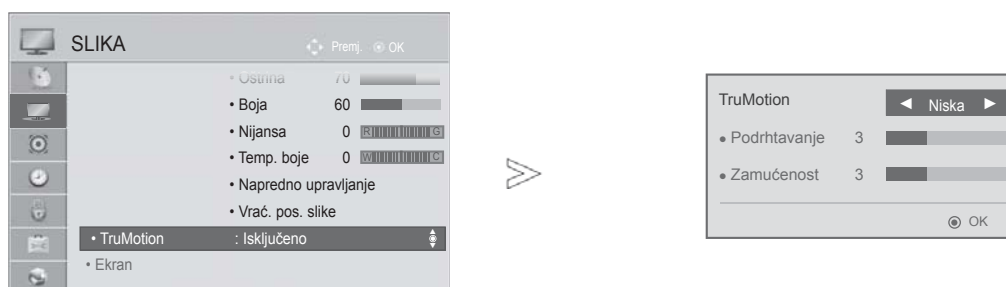 SLIKA Premj. OK
• Oštrina 70
• Boja 60
• Nijansa 0 R G
• Temp. boje 0 W C
• Napredno upravljanje
• Vrać. pos. slike
• TruMotion : Isključeno
• Ekran
TruMotion ◄ Niska ►
• Podrhtavanje 3
• Zamućenost 3
OK